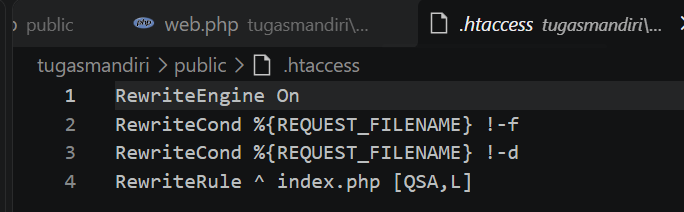 public
php web.php tugasmandiri\...
.htaccess tugasmandiri\...
tugasmandiri > public > .htaccess
1 RewriteEngine On
2 RewriteCond %{REQUEST_FILENAME} !-f
3 RewriteCond %{REQUEST_FILENAME} !-d
4 RewriteRule ^ index.php [QSA,L]